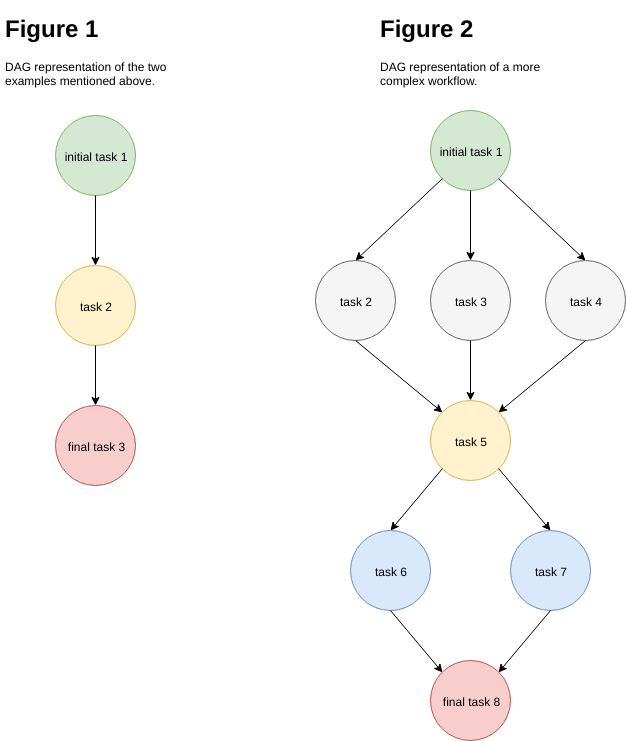 Figure 1
DAG representation of the two
examples mentioned above.
initial task 1
task 2
final task 3
Figure 2
DAG representation of a more
complex workflow.
initial task 1
task 2
task 3
task 4
task 5
task 6
task 7
final task 8